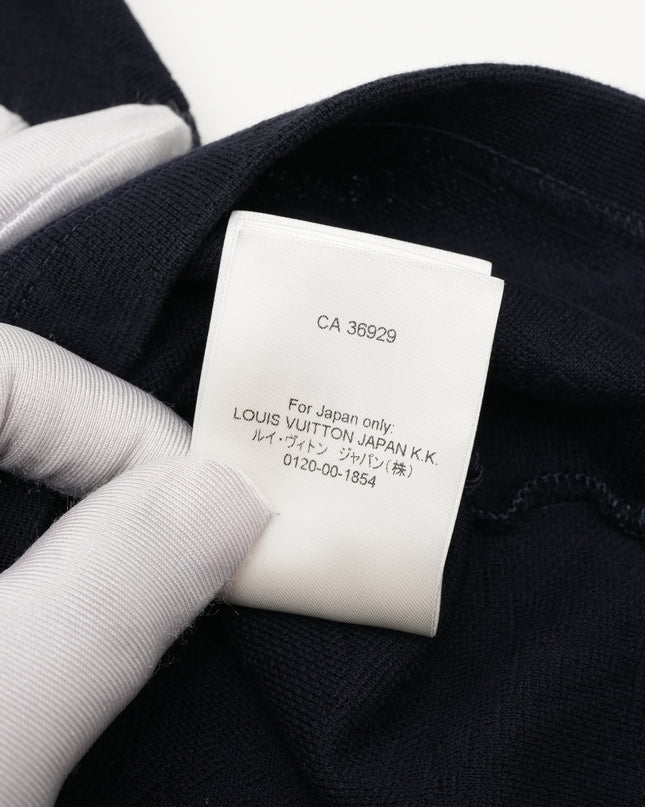 CA 36929
For Japan only:
LOUIS VUITTON JAPAN K.K.
ルイ・ヴィトン ジャパン(株)
0120-00-1854